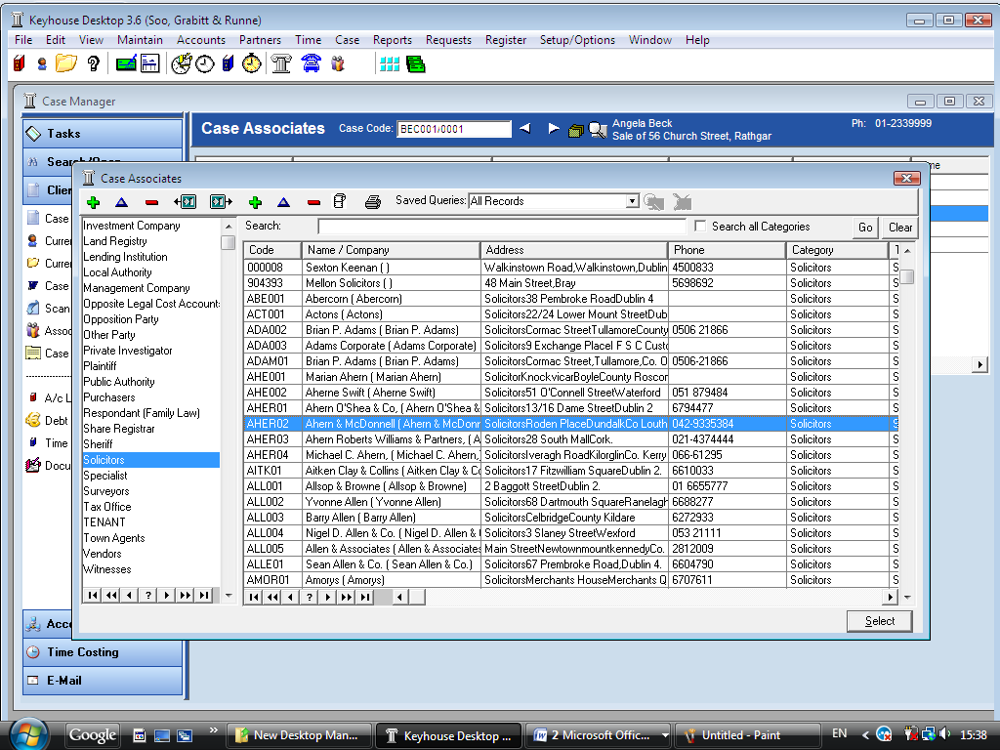 Keyhouse Desktop 3.6 (Soo, Grabitt & Runne)
File Edit View Maintain Accounts Partners Time Case Reports Requests Register Setup/Options Window Help
Case Manager
Tasks
Case Associates Case Code: BEC001/0001 Angela Beck Ph: 01-2339999
Sale of 56 Church Street, Rathgar
Search/Open
Clien
me
Case Associates
Saved Queries: All Records
Search: Search all Categories Go Clear
Case
Curre
Curre
Case
Scan
Assoc
Case
A/c L
Debt
Time
Docu
Investment Company
Land Registry
Lending Institution
Local Authority
Management Company
Opposite Legal Cost Account:
Opposition Party
Other Party
Private Investigator
Plaintiff
Public Authority
Purchasers
Respondant (Family Law)
Share Registrar
Sheriff
Solicitors
Specialist
Surveyors
Tax Office
TENANT
Town Agents
Vendors
Witnesses
Code Name / Company Address Phone Category T
000008 Sexton Keenan ( ) Walkinstown Road,Walkinstown,Dublin 4500833 Solicitors S
904393 Mellon Solicitors ( ) 48 Main Street,Bray 5698692 Solicitors S
ABE001 Abercorn ( Abercorn) Solicitors38 Pembroke RoadDublin 4 Solicitors S
ACT001 Actons ( Actons) Solicitors22/24 Lower Mount StreetDub Solicitors S
ADA002 Brian P. Adams ( Brian P. Adams) SolicitorsCormac StreetTullamoreCounty 0506 21866 Solicitors S
ADA003 Adams Corporate ( Adams Corporate) Solicitors9 Exchange PlaceI F S C Custo Solicitors S
ADAM01 Brian P. Adams ( Brian P. Adams) SolicitorsCormac Street,Tullamore,Co. O 0506-21866 Solicitors S
AHE001 Marian Ahern ( Marian Ahern) SolicitorKnockvicarBoyleCounty Roscor Solicitors S
AHE002 Aherne Swift ( Aherne Swift) Solicitors51 O'Connell StreetWaterford 051 879484 Solicitors S
AHER01 Ahern O'Shea & Co, ( Ahern O'Shea & Solicitors13/16 Dame StreetDublin 2 6794477 Solicitors S
AHER02 Ahern & McDonnell ( Ahern & McDonr SolicitorsRoden PlaceDundalkCo Louth 042-9335384 Solicitors S
AHER03 Ahern Roberts Williams & Partners, ( A Solicitors28 South MallCork. 021-4374444 Solicitors S
AHER04 Michael C. Ahern, ( Michael C. Ahern, SolicitorsIveragh RoadKilorglinCo. Kerry 066-61295 Solicitors S
AITK01 Aitken Clay & Collins ( Aitken Clay & C Solicitors17 Fitzwilliam SquareDublin 2. 6610033 Solicitors S
ALL001 Allsop & Browne ( Allsop & Browne) 2 Baggott StreetDublin 2. 01 6655777 Solicitors S
ALL002 Yvonne Allen ( Yvonne Allen) Solicitors68 Dartmouth SquareRanelagh 6688277 Solicitors S
ALL003 Barry Allen ( Barry Allen) SolicitorsCelbridgeCounty Kildare 6272933 Solicitors S
ALL004 Nigel D. Allen & Co. ( Nigel D. Allen & Solicitors3 Slaney StreetWexford 053 21111 Solicitors S
ALL005 Allen & Associates ( Allen & Associates Main StreetNewtownmountkennedyCo. 2812009 Solicitors S
ALLE01 Sean Allen & Co. ( Sean Allen & Co.) Solicitors67 Prembroke Road,Dublin 4. 6604790 Solicitors S
AMOR01 Amorys ( Amorys) SolicitorsMerchants HouseMerchants Q 6707611 Solicitors S
Select
Acc
Time Costing
E-Mail
Google New Desktop Man... Keyhouse Desktop ... 2 Microsoft Offic... Untitled - Paint EN 15:38